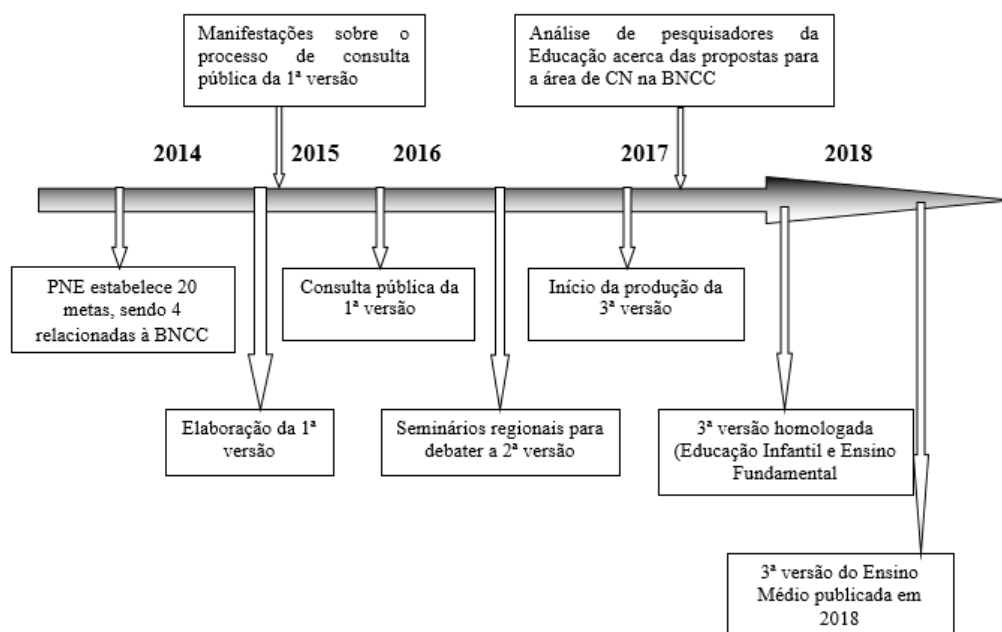 Manifestações sobre o
processo de consulta
pública da 1ª versão
Análise de pesquisadores da
Educação acerca das propostas para
a área de CN na BNCC
2014
2015
2016
2017
2018
PNE estabelece 20
metas, sendo 4
relacionadas à BNCC
Consulta pública da
1ª versão
Início da produção da
3ª versão
Elaboração da 1ª
versão
Seminários regionais para
debater a 2ª versão
3ª versão homologada
(Educação Infantil e Ensino
Fundamental
3ª versão do Ensino
Médio publicada em
2018